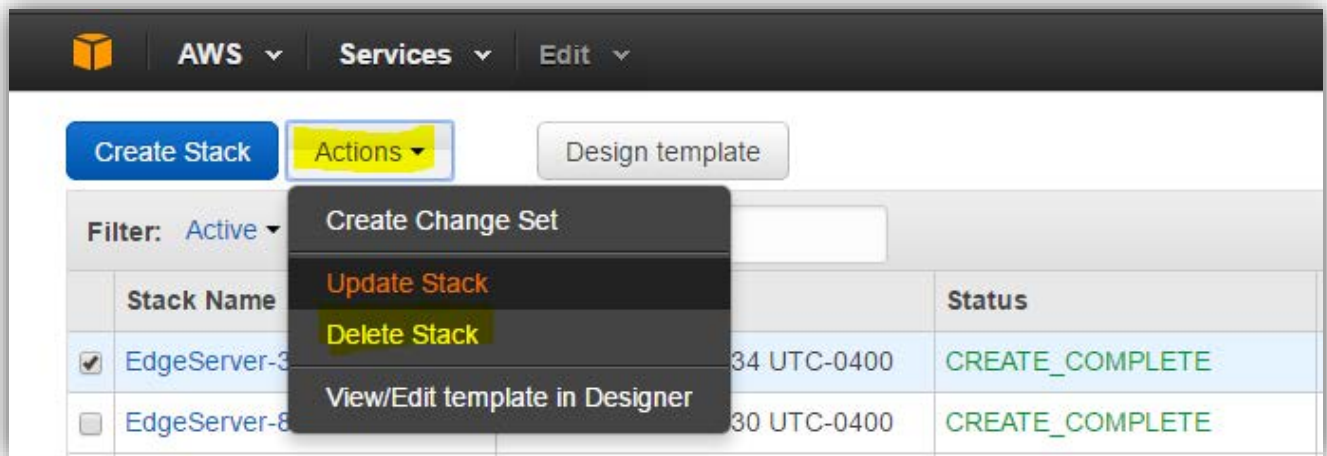 AWS Services Edit
Create Stack Actions Design template
Filter: Active
Create Change Set
Update Stack
Delete Stack
View/Edit template in Designer
Stack Name Status
EdgeServer-3 34 UTC-0400 CREATE_COMPLETE
EdgeServer-8 30 UTC-0400 CREATE_COMPLETE